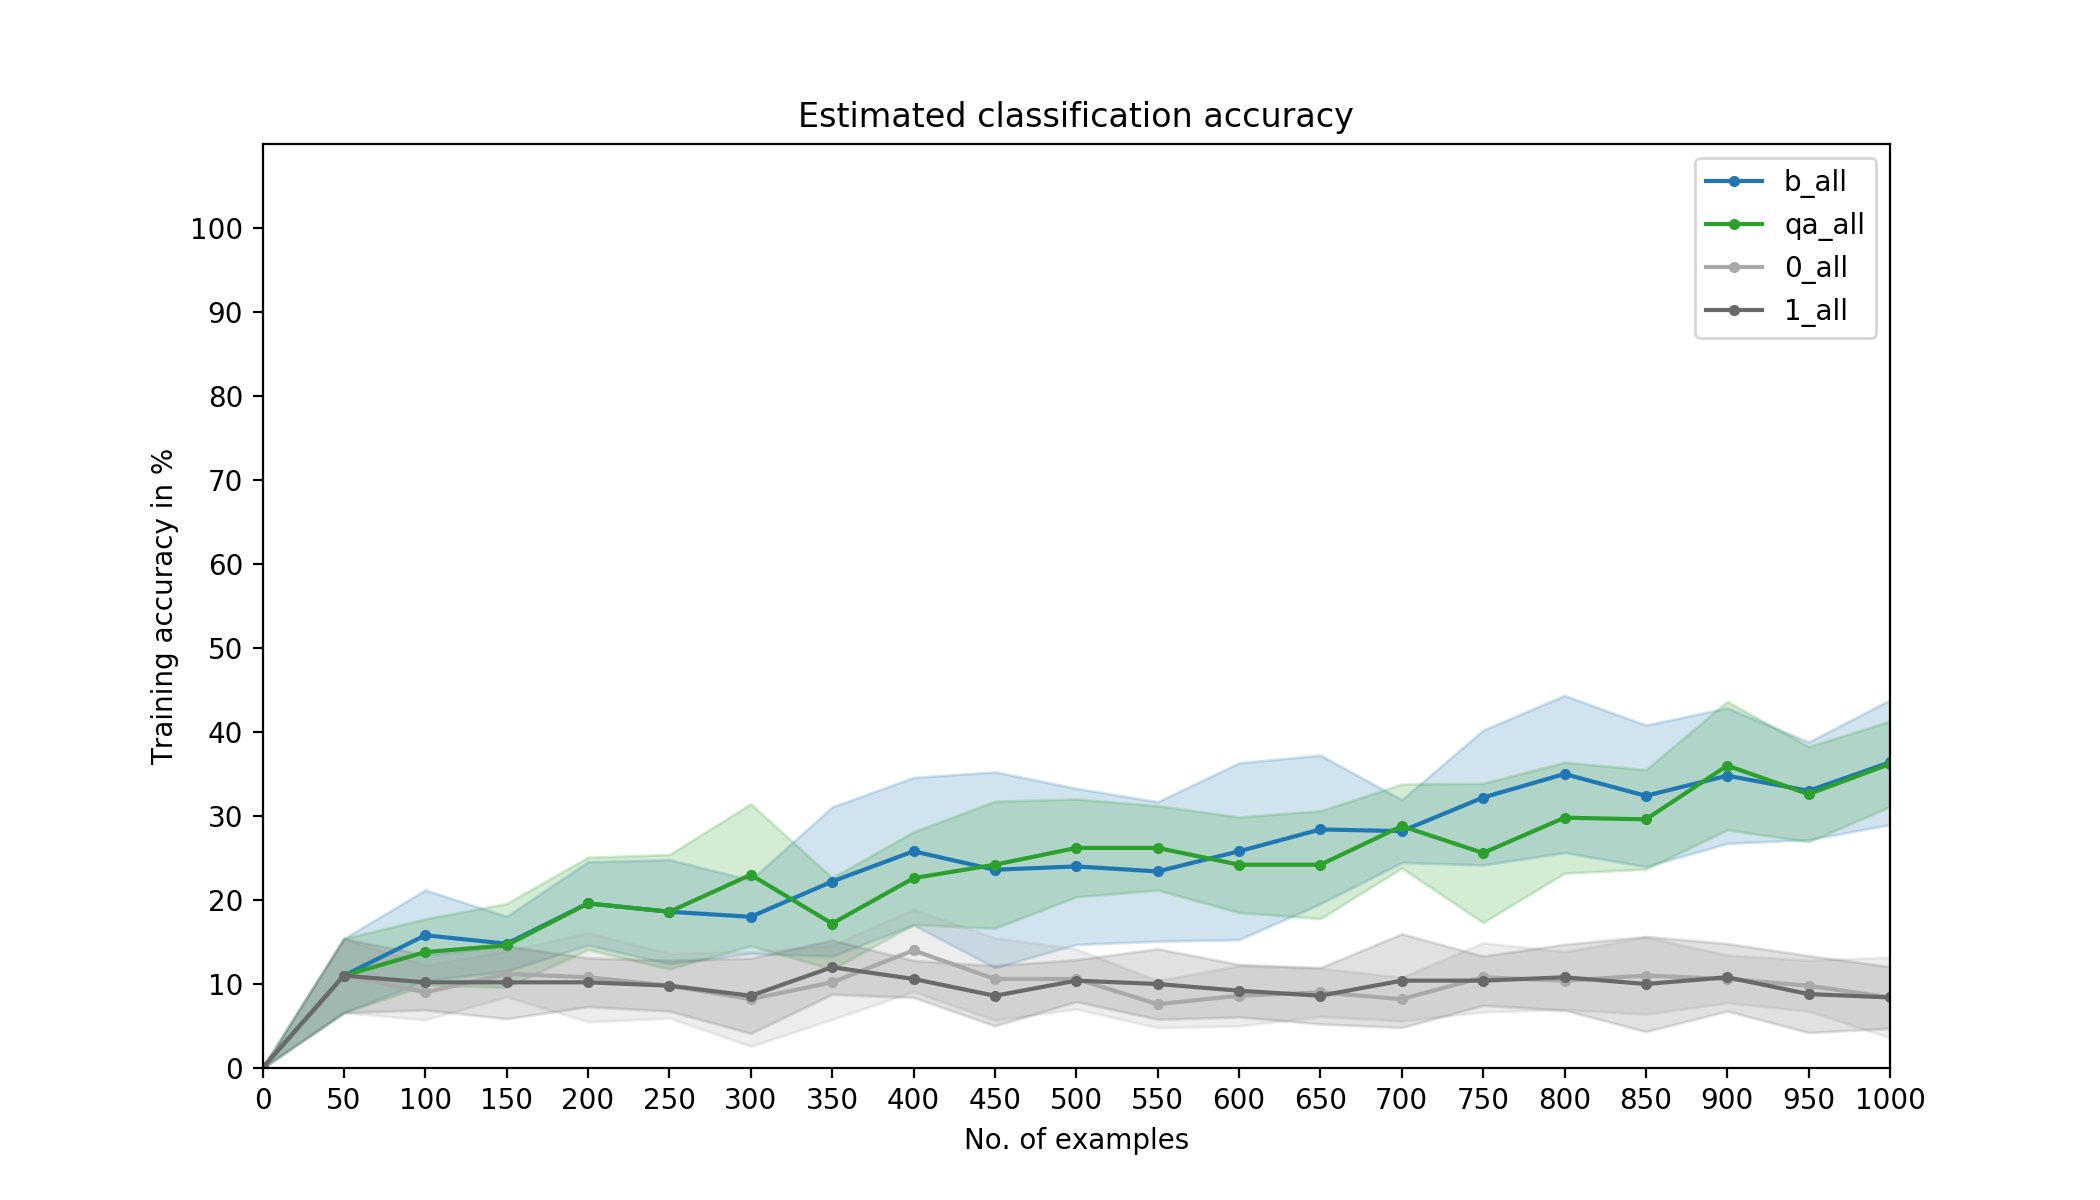 Estimated classification accuracy
b_all
qa_all
0_all
1_all
100
90
80
70
60
50
40
30
20
10
0
Training accuracy in %
0 50 100 150 200 250 300 350 400 450 500 550 600 650 700 750 800 850 900 950 1000
No. of examples